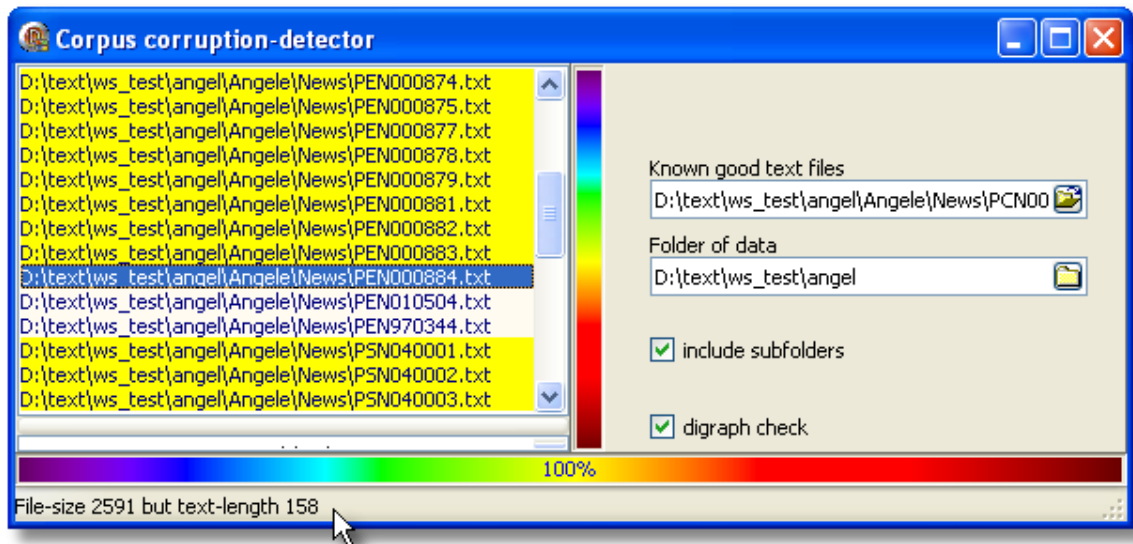 Corpus corruption-detector
D:\text\ws_test\angel\Angele\News\PEN000874.txt
D:\text\ws_test\angel\Angele\News\PEN000875.txt
D:\text\ws_test\angel\Angele\News\PEN000877.txt
D:\text\ws_test\angel\Angele\News\PEN000878.txt
D:\text\ws_test\angel\Angele\News\PEN000879.txt
D:\text\ws_test\angel\Angele\News\PEN000881.txt
D:\text\ws_test\angel\Angele\News\PEN000882.txt
D:\text\ws_test\angel\Angele\News\PEN000883.txt
D:\text\ws_test\angel\Angele\News\PEN000884.txt
D:\text\ws_test\angel\Angele\News\PEN010504.txt
D:\text\ws_test\angel\Angele\News\PEN970344.txt
D:\text\ws_test\angel\Angele\News\PSN040001.txt
D:\text\ws_test\angel\Angele\News\PSN040002.txt
D:\text\ws_test\angel\Angele\News\PSN040003.txt
Known good text files
D:\text\ws_test\angel\Angele\News\PCN00
Folder of data
D:\text\ws_test\angel
include subfolders
digraph check
100%
File-size 2591 but text-length 158